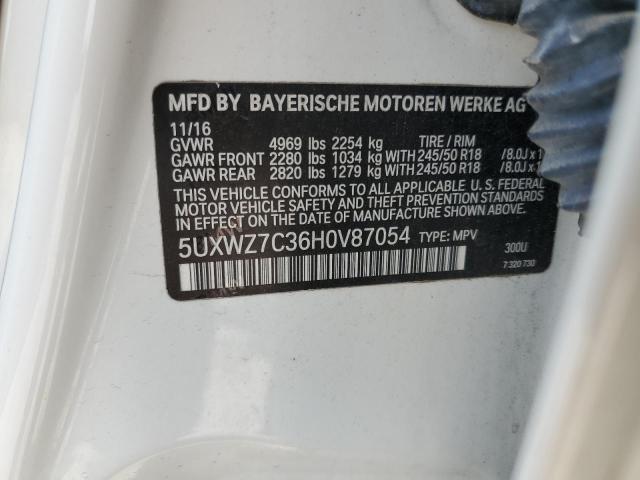 MFD BY BAYERISCHE MOTOREN WERKE AG
11/16
GVWR 4969 lbs 2254 kg TIRE / RIM
GAWR FRONT 2280 lbs 1034 kg WITH 245/50 R18 /8.0J x 1
GAWR REAR 2820 lbs 1279 kg WITH 245/50 R18 /8.0J x 1
THIS VEHICLE CONFORMS TO ALL APPLICABLE U. S. FEDERAL
MOTOR VEHICLE SAFETY, AND THEFT PREVENTION STANDARDS
IN EFFECT ON THE DATE OF MANUFACTURE SHOWN ABOVE.
5UXWZ7C36H0V87054 TYPE: MPV 300U
7 320 730